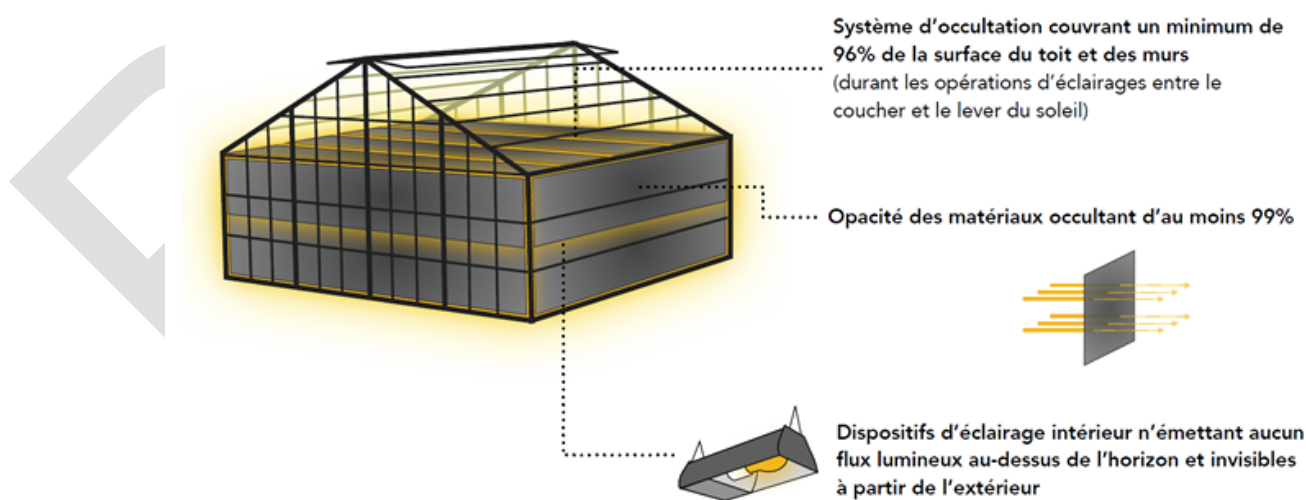 Système d'occultation couvrant un minimum de
96% de la surface du toit et des murs
(durant les opérations d'éclairages entre le
coucher et le lever du soleil)
Opacité des matériaux occultant d'au moins 99%
Dispositifs d'éclairage intérieur n'émettant aucun
flux lumineux au-dessus de l'horizon et invisibles
à partir de l'extérieur